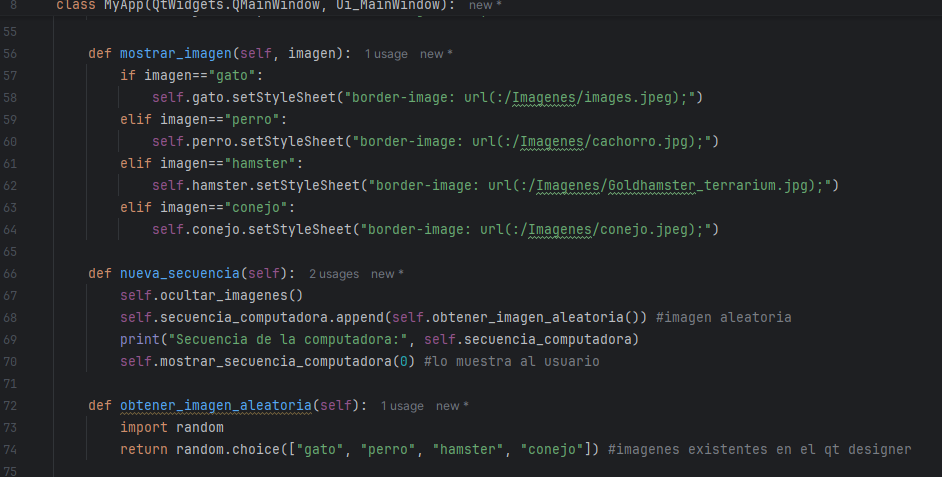 8 class MyApp(QtWidgets.QMainWindow, Ui_MainWindow): new *
55
56 def mostrar_imagen(self, imagen): 1 usage new *
57 if imagen=="gato":
58 self.gato.setStyleSheet("border-image: url(:/Imagenes/images.jpeg);")
59 elif imagen=="perro":
60 self.perro.setStyleSheet("border-image: url(:/Imagenes/cachorro.jpg);")
61 elif imagen=="hamster":
62 self.hamster.setStyleSheet("border-image: url(:/Imagenes/Goldhamster_terrarium.jpg);")
63 elif imagen=="conejo":
64 self.conejo.setStyleSheet("border-image: url(:/Imagenes/conejo.jpeg);")
65
66 def nueva_secuencia(self): 2 usages new *
67 self.ocultar_imagenes()
68 self.secuencia_computadora.append(self.obtener_imagen_aleatoria()) #imagen aleatoria
69 print("Secuencia de la computadora:", self.secuencia_computadora)
70 self.mostrar_secuencia_computadora(0) #lo muestra al usuario
71
72 def obtener_imagen_aleatoria(self): 1 usage new *
73 import random
74 return random.choice(["gato", "perro", "hamster", "conejo"]) #imagenes existentes en el qt designer
75